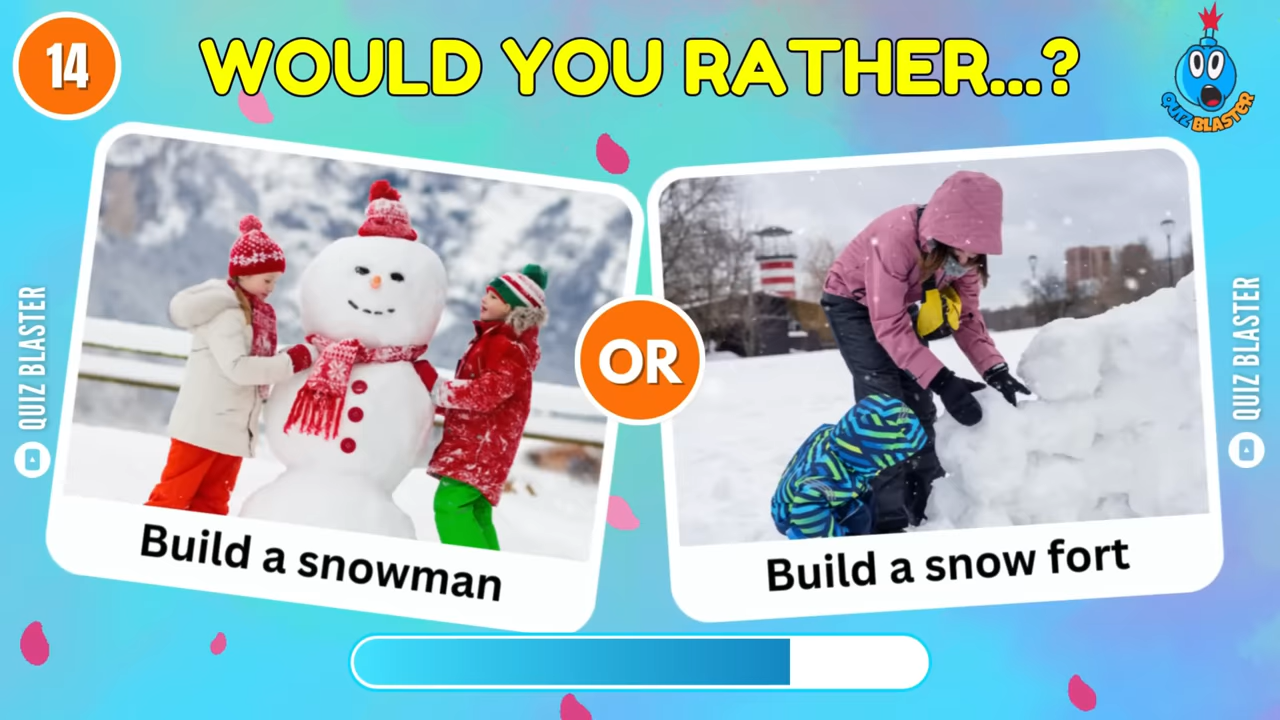 14
WOULD YOU RATHER...?
QUIZ BLASTER
QUIZ BLASTER
OR
QUIZ BLASTER
Build a snowman
Build a snow fort